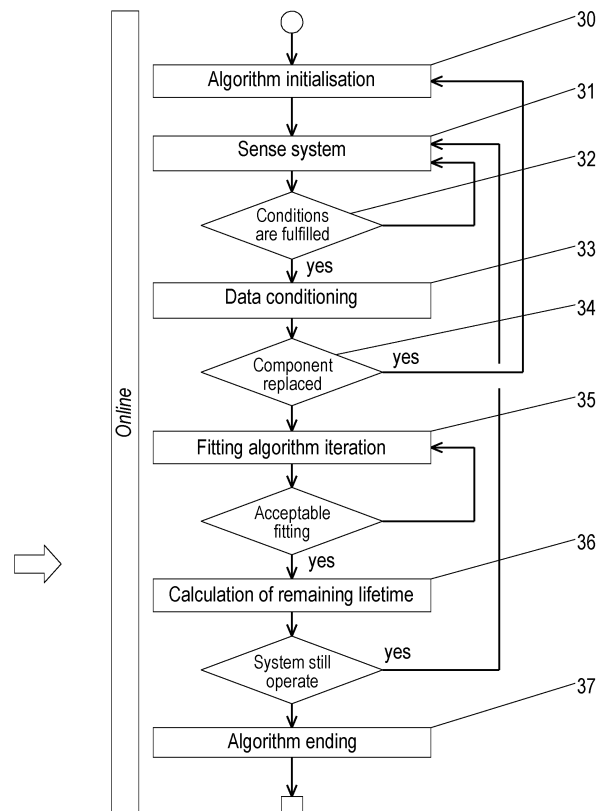 30
Algorithm initialisation
31
Sense system
32
Conditions
are fulfilled
yes
33
Data conditioning
34
Component
replaced
yes
Online
35
Fitting algorithm iteration
Acceptable
fitting
yes
36
Calculation of remaining lifetime
System still
operate
yes
37
Algorithm ending